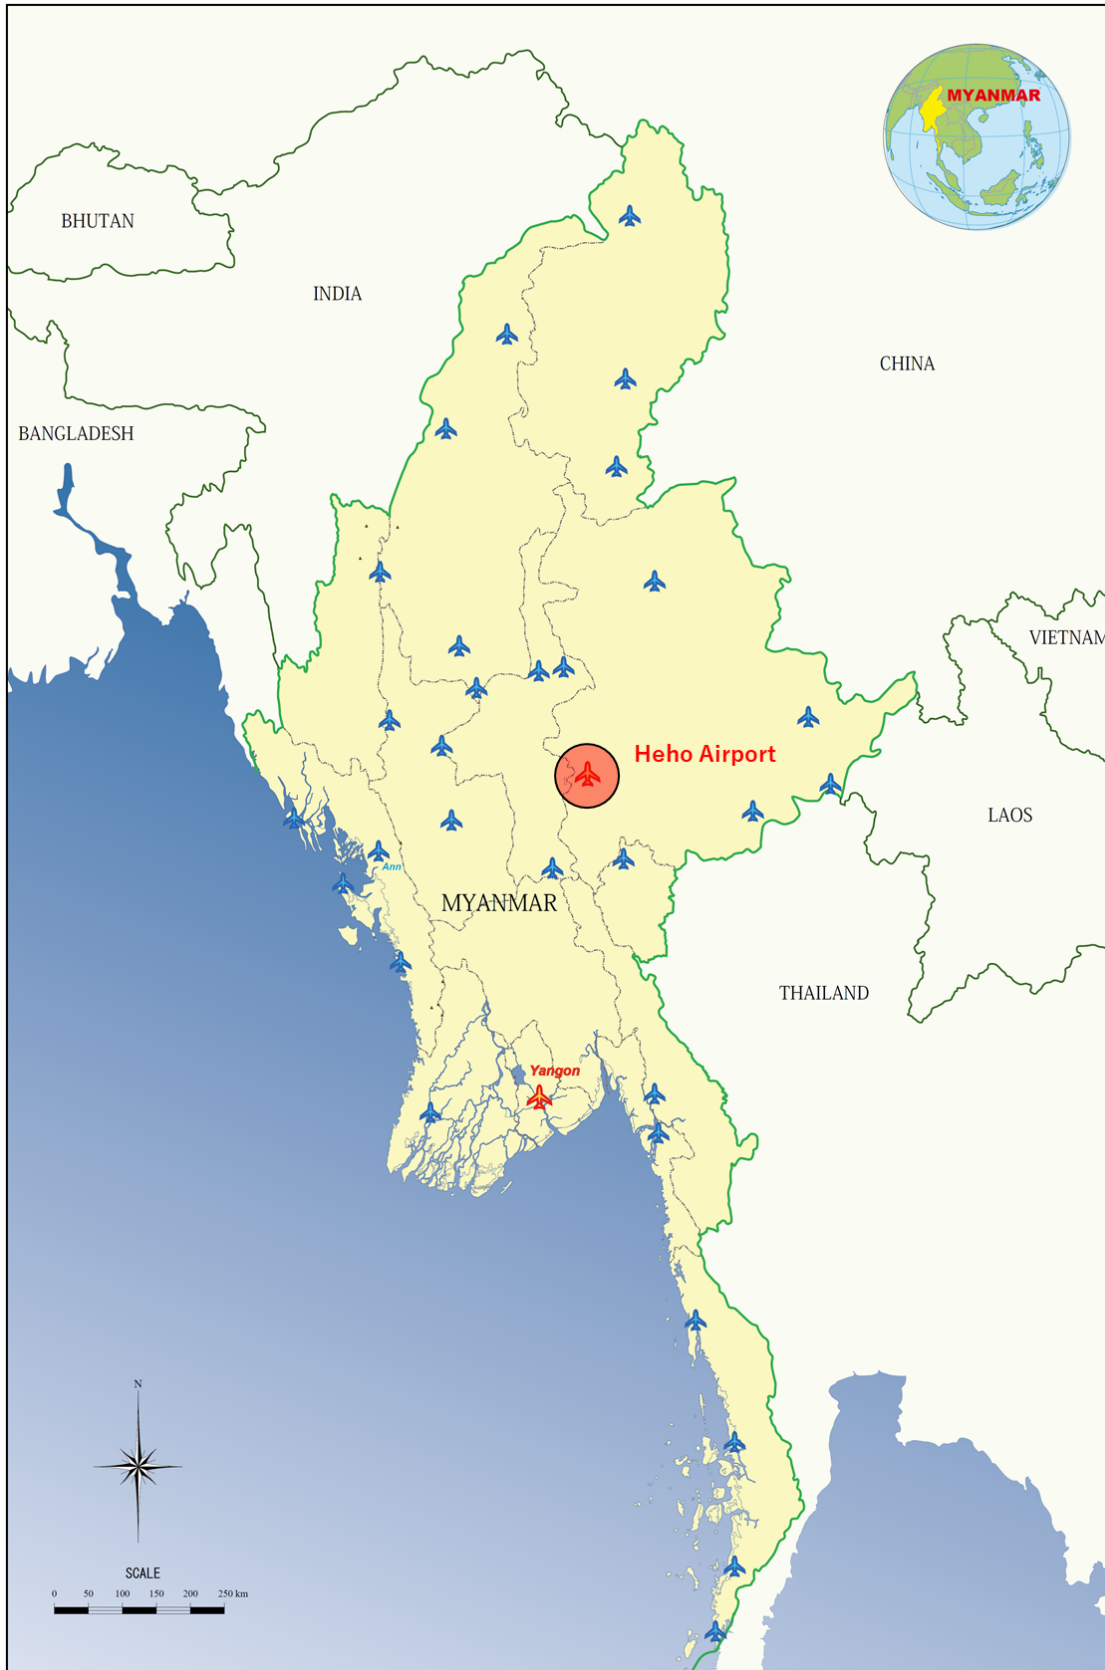 MYANMAR
BHUTAN
INDIA
CHINA
BANGLADESH
VIETNAM
Heho Airport
LAOS
Ann
MYANMAR
THAILAND
Yangon
N
SCALE
0 50 100 150 200 250 km